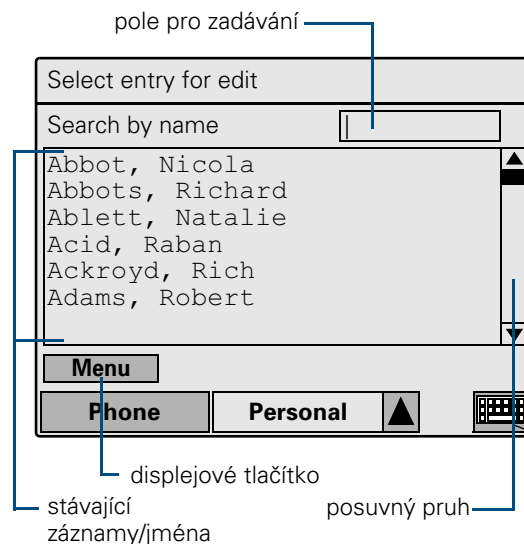 pole pro zadávání
Select entry for edit
Search by name
Abbot, Nicola
Abbots, Richard
Ablett, Natalie
Acid, Raban
Ackroyd, Rich
Adams, Robert
Menu
Phone Personal
displejové tlačítko
stávající posuvný pruh
záznamy/jména